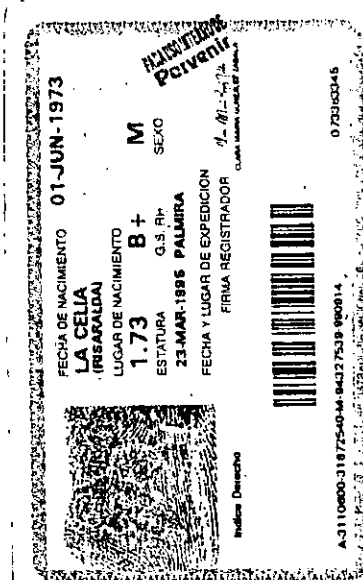 FECHA DE NACIMIENTO 01-JUN-1973
LA CELIA
(RISARALDA)
LUGAR DE NACIMIENTO
1.73 B+ M
ESTATURA G.S. RH SEXO
23-MAR-1995 PALMIRA
FECHA Y LUGAR DE EXPEDICION
FIRMA REGISTRADOR
Indice Derecho
Porvenir
A-3110600-31872540-M-94327539-990914